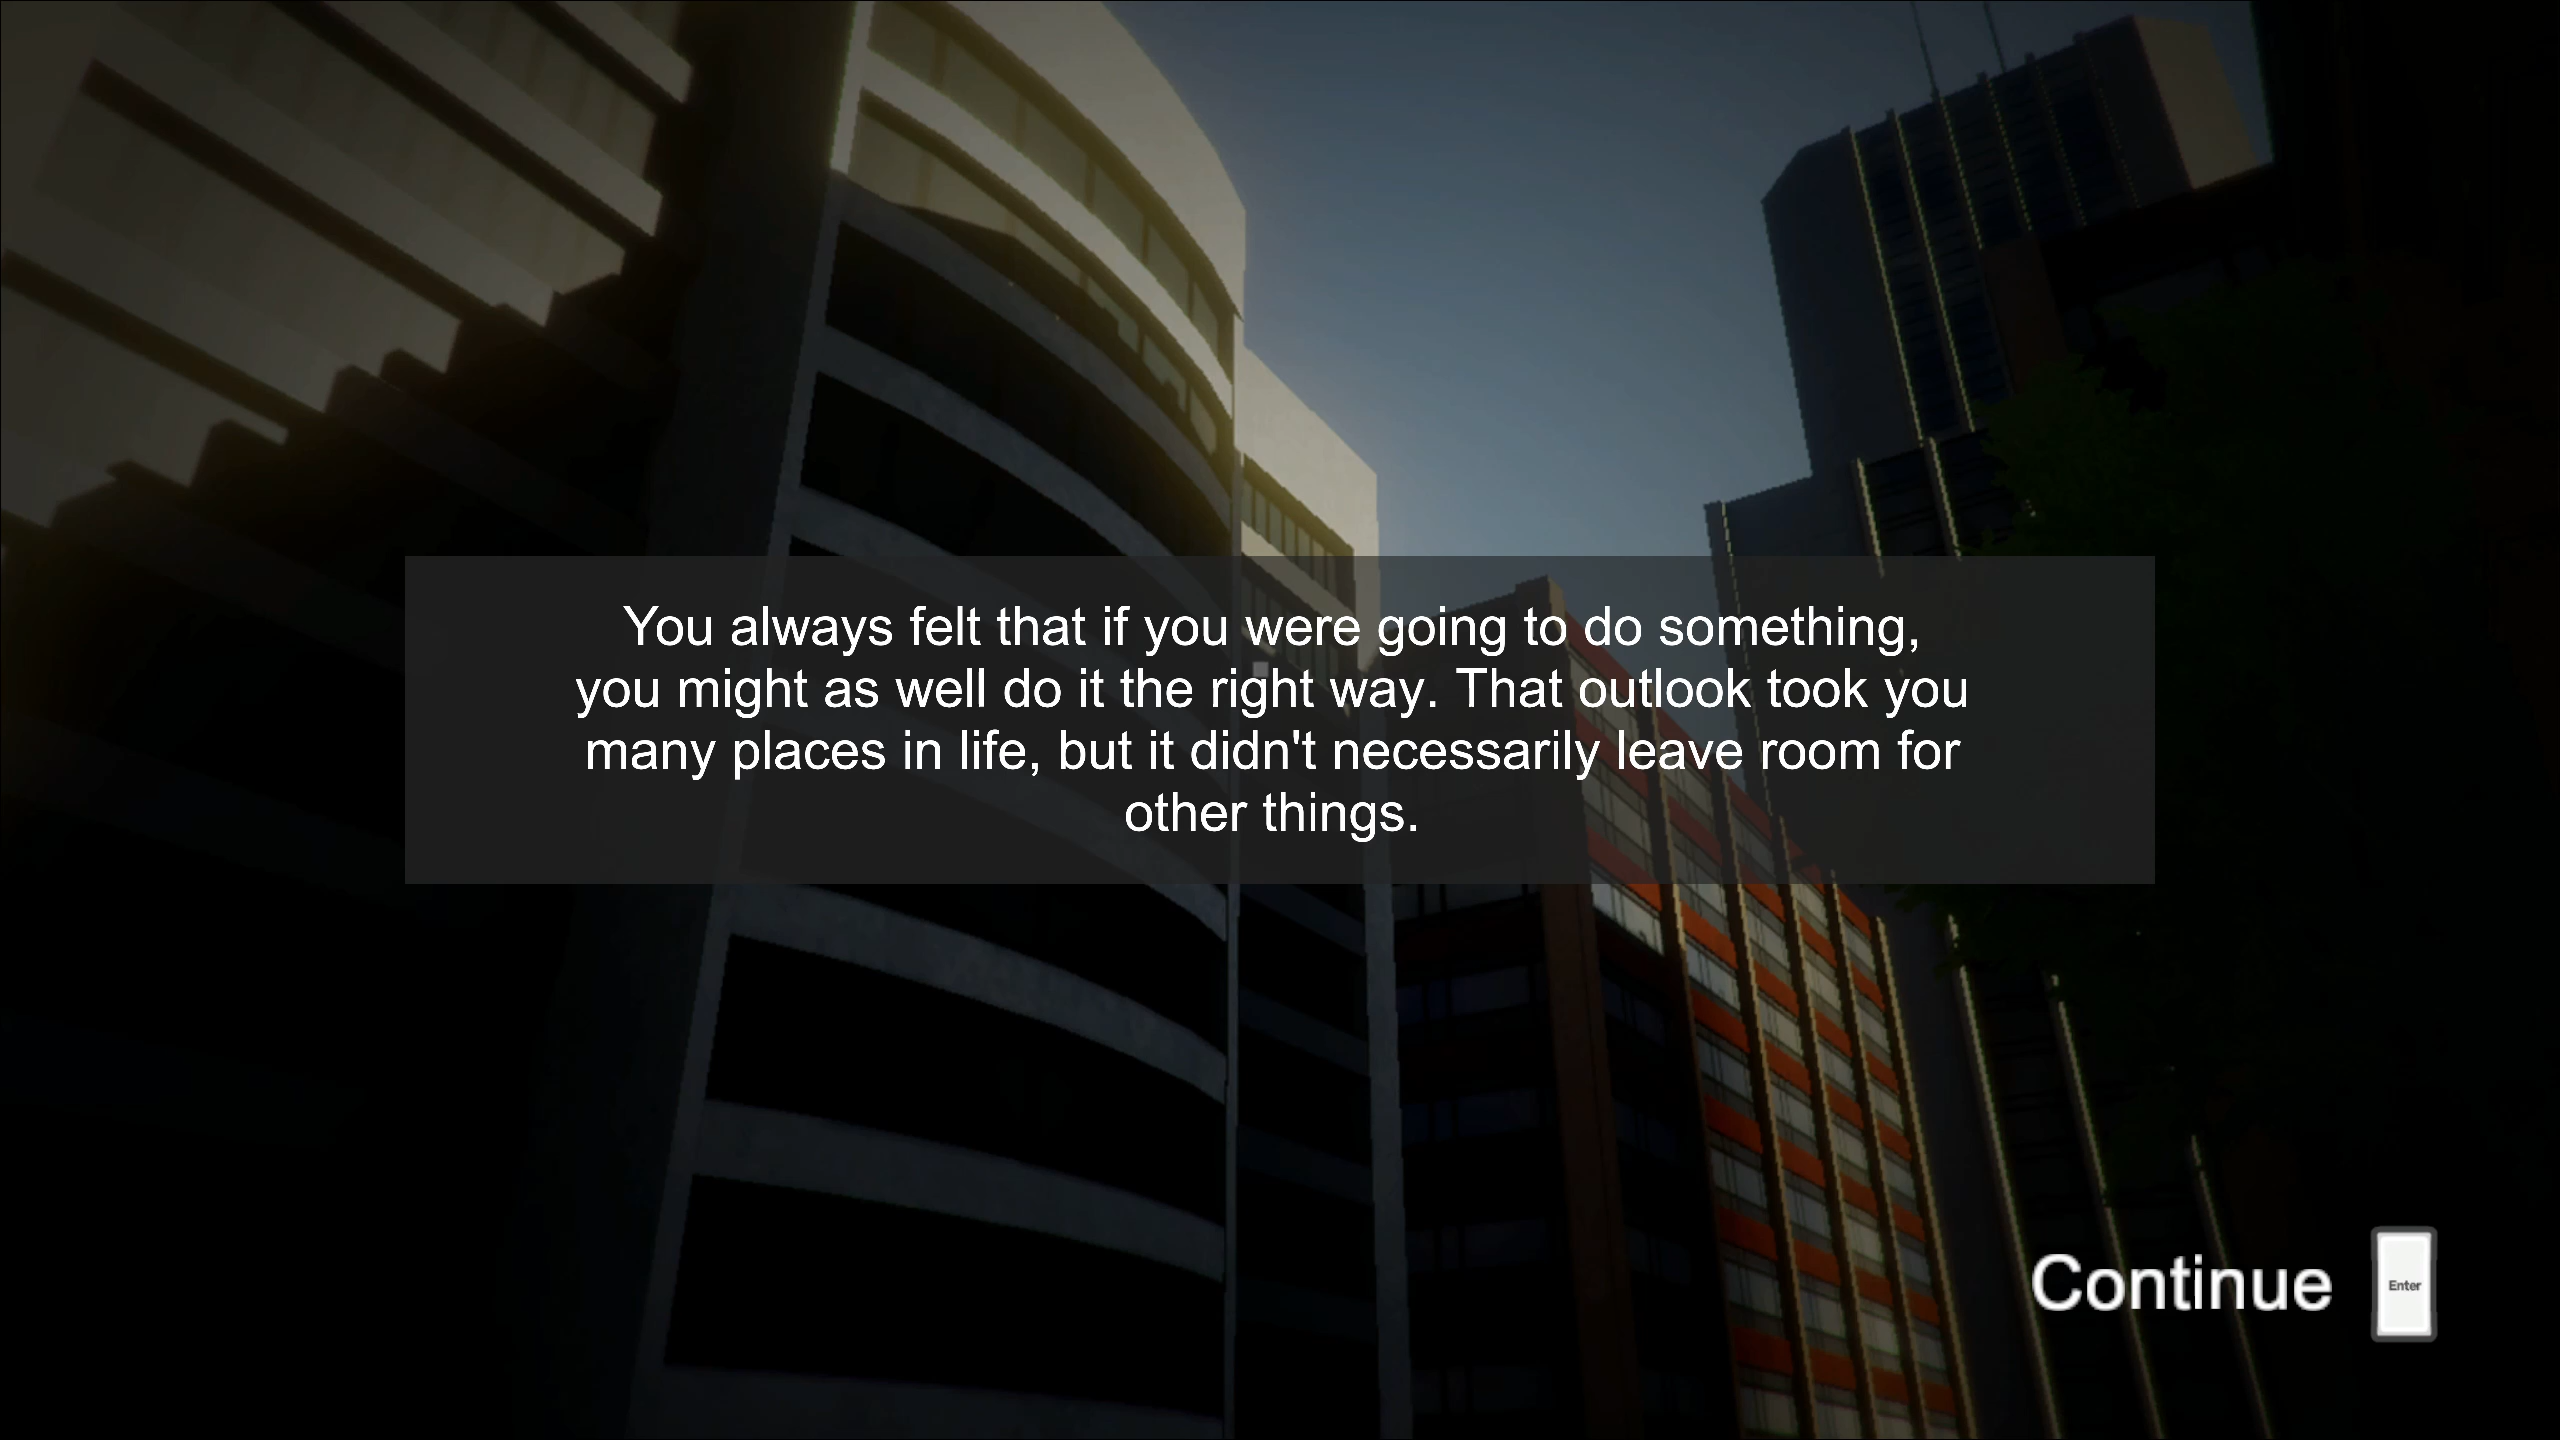 You always felt that if you were going to do something,
you might as well do it the right way. That outlook took you
many places in life, but it didn't necessarily leave room for
other things.
Continue
Enter